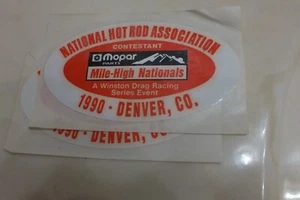 NATIONAL HOT ROD ASSOCIATION
CONTESTANT
Mopar
PARTS
Mile-High Nationals
A Winston Drag Racing
Series Event
1990 · DENVER, CO.
1990 · DENVER, CO.